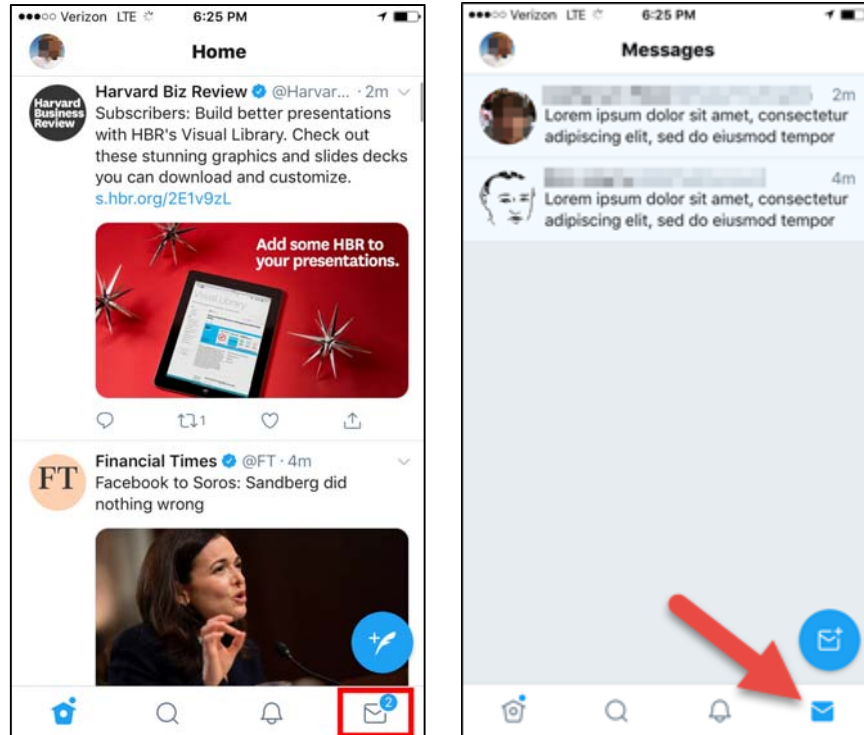 ●●●○○ Verizon LTE 6:25 PM
Home
Harvard Business Review
Harvard Biz Review @Harvar... · 2m
Subscribers: Build better presentations
with HBR's Visual Library. Check out
these stunning graphics and slides decks
you can download and customize.
s.hbr.org/2E1v9zL
Add some HBR to
your presentations.
Visual Library
1
FT
Financial Times @FT · 4m
Facebook to Soros: Sandberg did
nothing wrong
2
●●●○○ Verizon LTE 6:25 PM
Messages
2m
Lorem ipsum dolor sit amet, consectetur
adipiscing elit, sed do eiusmod tempor
4m
Lorem ipsum dolor sit amet, consectetur
adipiscing elit, sed do eiusmod tempor